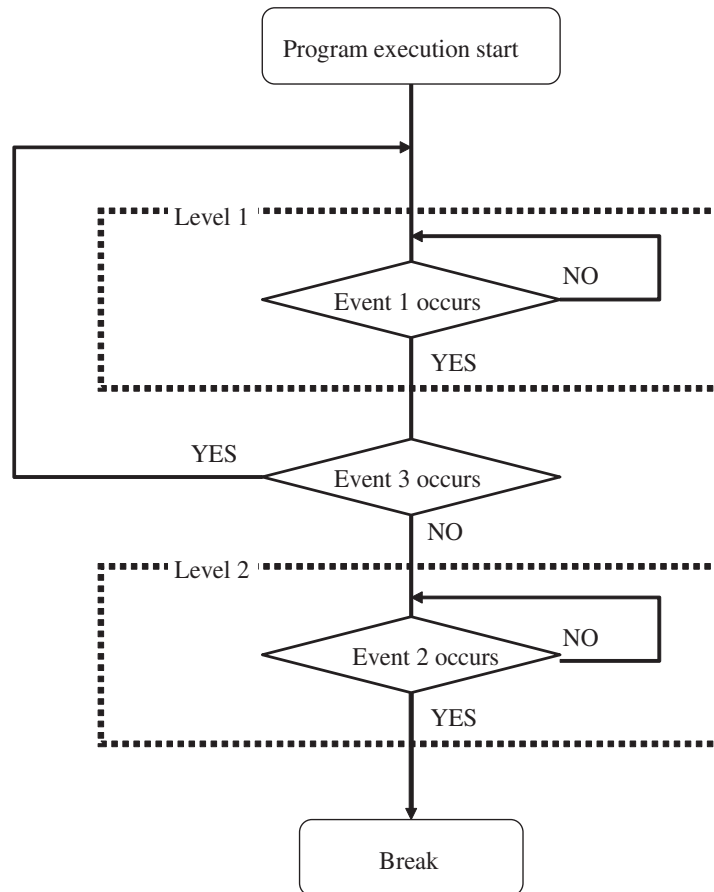 Program execution start
Level 1
NO
Event 1 occurs
YES
YES
Event 3 occurs
NO
Level 2
NO
Event 2 occurs
YES
Break